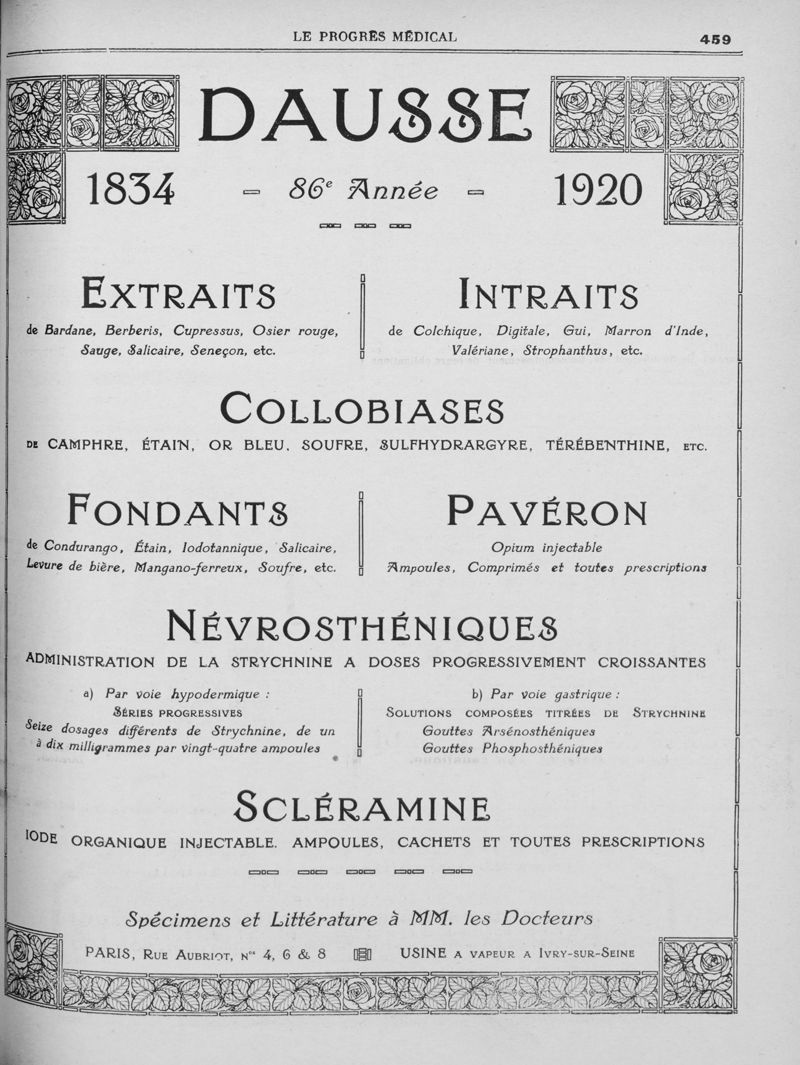 LE PROGRÈS MÉDICAL
459
DAUSSE
1834 — 86e Année — 1920
EXTRAITS
de Bardane, Berberis, Cupressus, Osier rouge,
Sauge, Salicaire, Seneçon, etc.
INTRAITS
de Colchique, Digitale, Gui, Marron d'Inde,
Valériane, Strophanthus, etc.
COLLOBIASES
DE CAMPHRE, ÉTAIN, OR BLEU, SOUFRE, SULFHYDRARGYRE, TÉRÉBENTHINE, ETC.
FONDANTS
de Condurango, Étain, Iodotannique, Salicaire,
Levure de bière, Mangano-ferreux, Soufre, etc.
PAVÉRON
Opium injectable
Ampoules, Comprimés et toutes prescriptions
NÉVROSTHÉNIQUES
ADMINISTRATION DE LA STRYCHNINE A DOSES PROGRESSIVEMENT CROISSANTES
a) Par voie hypodermique :
SÉRIES PROGRESSIVES
Seize dosages différents de Strychnine, de un
à dix milligrammes par vingt-quatre ampoules
b) Par voie gastrique :
SOLUTIONS COMPOSÉES TITRÉES DE STRYCHNINE
Gouttes Arsénosthéniques
Gouttes Phosphosthéniques
SCLÉRAMINE
IODE ORGANIQUE INJECTABLE. AMPOULES, CACHETS ET TOUTES PRESCRIPTIONS
Spécimens et Littérature à MM. les Docteurs
PARIS, RUE AUBRIOT, Nos 4, 6 & 8 USINE A VAPEUR A IVRY-SUR-SEINE